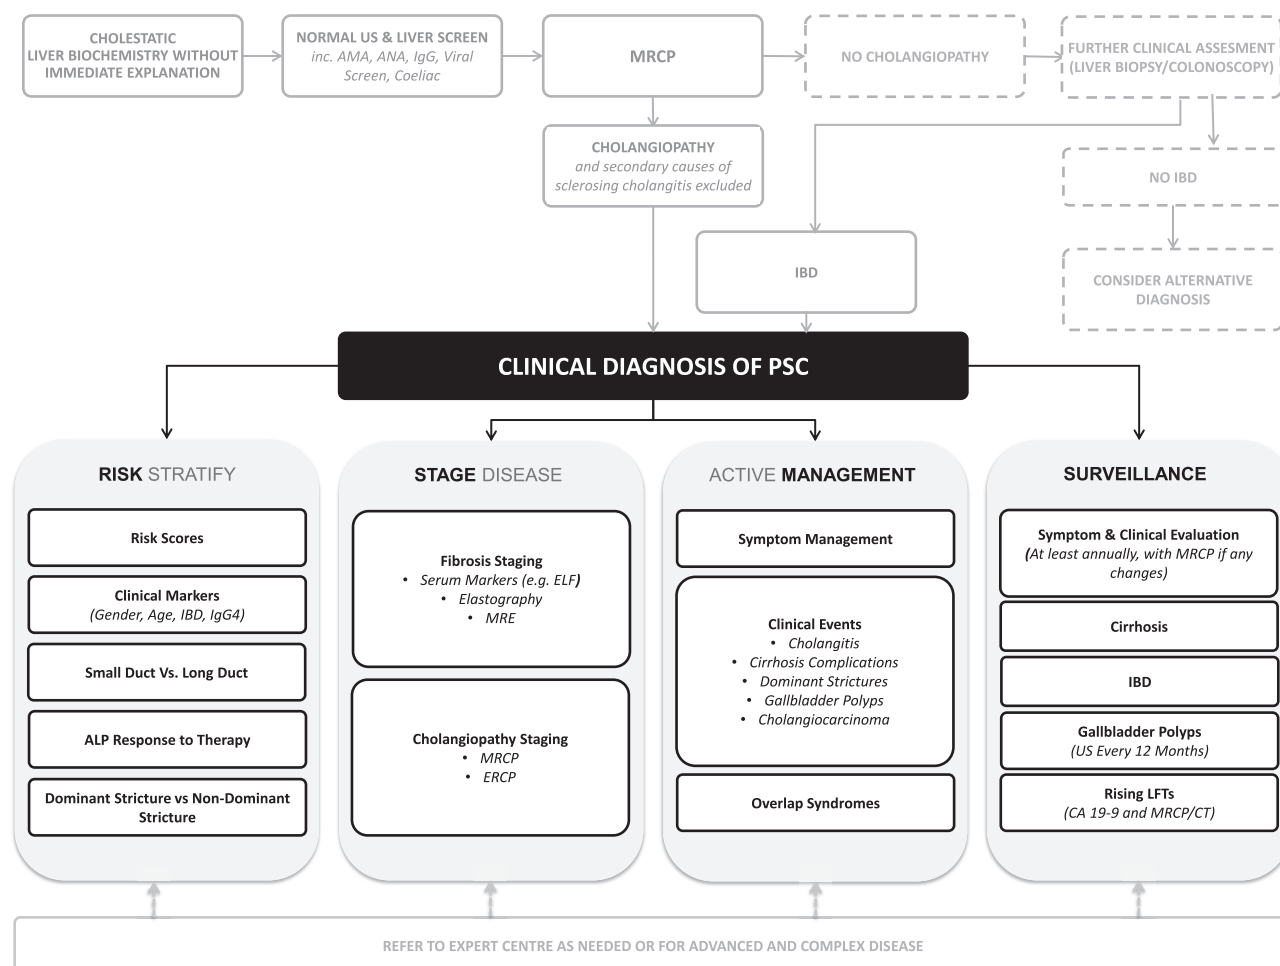 CHOLESTATIC
LIVER BIOCHEMISTRY WITHOUT
IMMEDIATE EXPLANATION
NORMAL US & LIVER SCREEN
inc. AMA, ANA, IgG, Viral
Screen, Coeliac
MRCP
NO CHOLANGIOPATHY
FURTHER CLINICAL ASSESMENT
(LIVER BIOPSY/COLONOSCOPY)
CHOLANGIOPATHY
and secondary causes of
sclerosing cholangitis excluded
NO IBD
IBD
CONSIDER ALTERNATIVE
DIAGNOSIS
CLINICAL DIAGNOSIS OF PSC
RISK STRATIFY
Risk Scores
Clinical Markers
(Gender, Age, IBD, IgG4)
Small Duct Vs. Long Duct
ALP Response to Therapy
Dominant Stricture vs Non-Dominant
Stricture
STAGE DISEASE
Fibrosis Staging
• Serum Markers (e.g. ELF)
• Elastography
• MRE
Cholangiopathy Staging
• MRCP
• ERCP
ACTIVE MANAGEMENT
Symptom Management
Clinical Events
• Cholangitis
• Cirrhosis Complications
• Dominant Strictures
• Gallbladder Polyps
• Cholangiocarcinoma
Overlap Syndromes
SURVEILLANCE
Symptom & Clinical Evaluation
(At least annually, with MRCP if any
changes)
Cirrhosis
IBD
Gallbladder Polyps
(US Every 12 Months)
Rising LFTs
(CA 19-9 and MRCP/CT)
REFER TO EXPERT CENTRE AS NEEDED OR FOR ADVANCED AND COMPLEX DISEASE